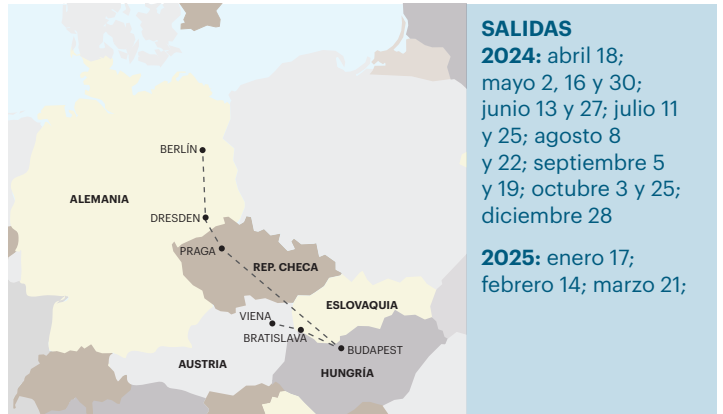 BERLÍN
ALEMANIA
DRESDEN
PRAGA
REP. CHECA
ESLOVAQUIA
VIENA
BRATISLAVA
BUDAPEST
AUSTRIA
HUNGRÍA
SALIDAS
2024: abril 18;
mayo 2, 16 y 30;
junio 13 y 27; julio 11
y 25; agosto 8
y 22; septiembre 5
y 19; octubre 3 y 25;
diciembre 28
2025: enero 17;
febrero 14; marzo 21;